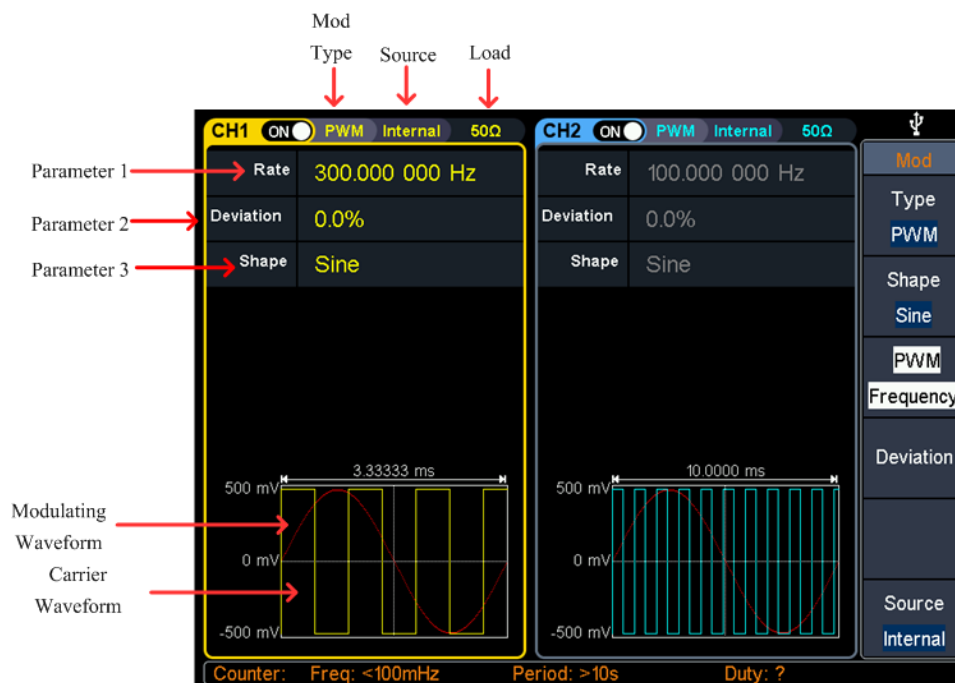 Mod
Type
Source
Load
CH1 ON PWM Internal 50Ω
CH2 ON PWM Internal 50Ω
Mod
Parameter 1
Rate 300.000 000 Hz
Rate 100.000 000 Hz
Type
PWM
Parameter 2
Deviation 0.0%
Deviation 0.0%
Parameter 3
Shape Sine
Shape Sine
Shape
Sine
PWM
Frequency
Deviation
3.33333 ms
10.0000 ms
500 mV
500 mV
Modulating
Waveform
0 mV
0 mV
Carrier
Waveform
-500 mV
-500 mV
Source
Internal
Counter: Freq: <100mHz Period: >10s Duty: ?